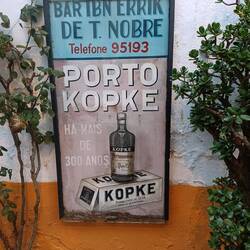 BAR IBN ERRIK
DE T. NOBRE
Telefone 95193
PORTO
KOPKE
HÁ MAIS
DE
300 ANOS
KOPKE
KOPKE